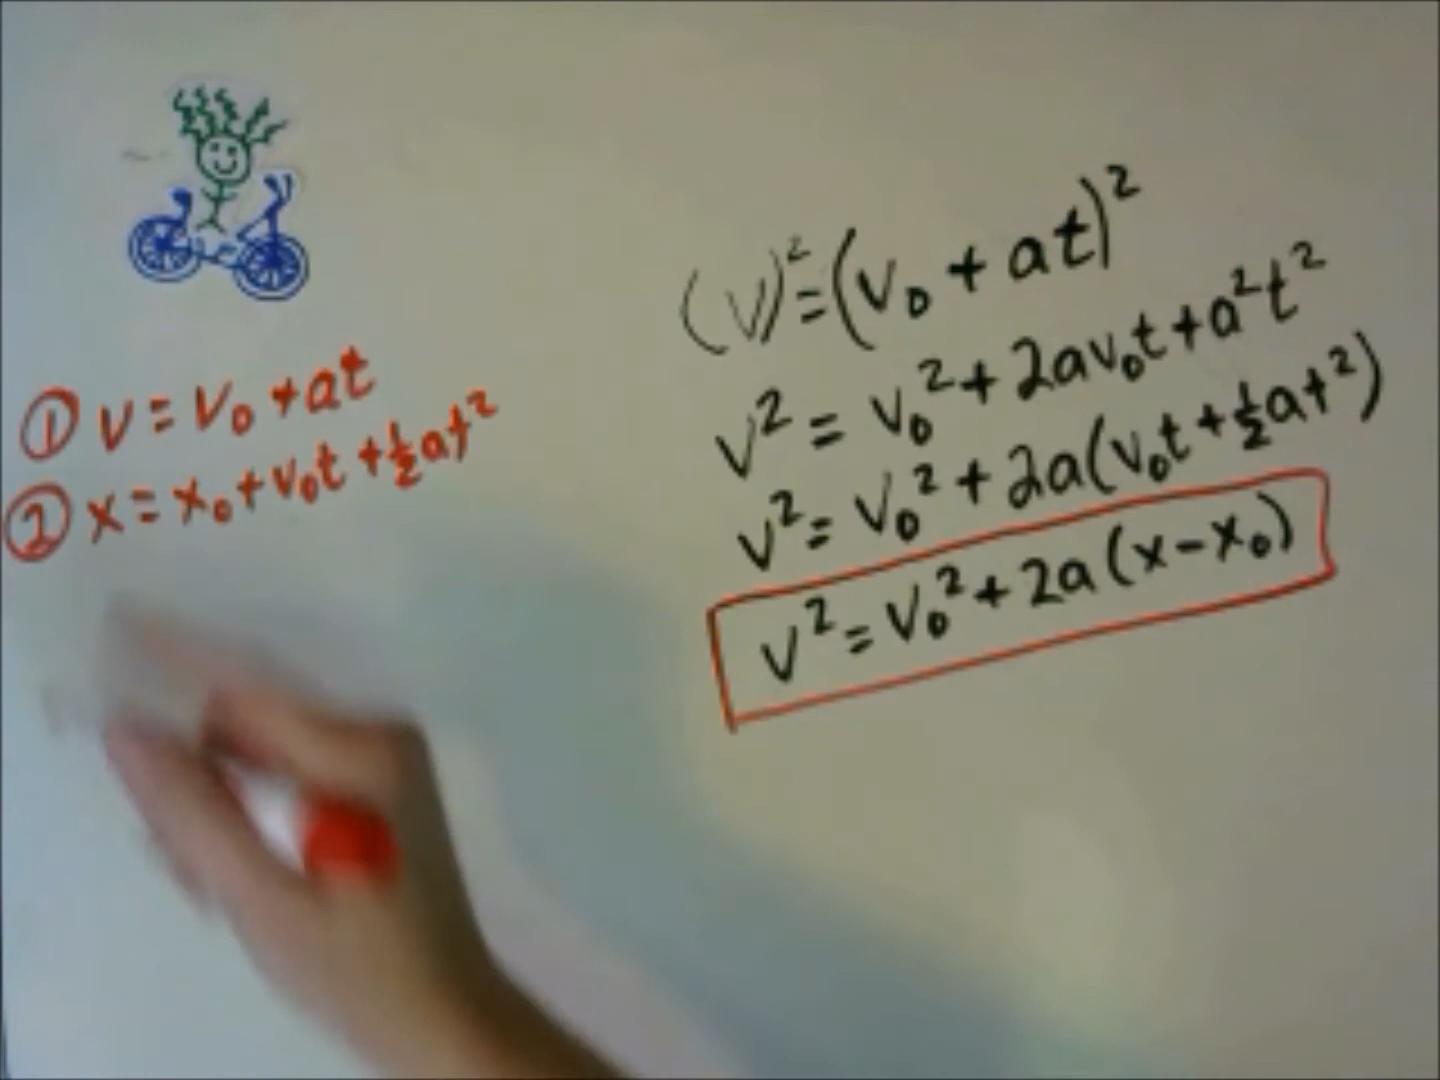 ① v = v₀ + at
② x = x₀ + v₀t + ½at²
(v)² = (v₀ + at)²
v² = v₀² + 2av₀t + a²t²
v² = v₀² + 2a(v₀t + ½at²)
v² = v₀² + 2a(x - x₀)